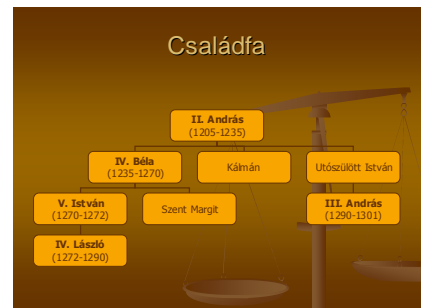 Családfa
II. András
(1205-1235)
IV. Béla
(1235-1270)
Kálmán
Utószülött István
V. István
(1270-1272)
Szent Margit
III. András
(1290-1301)
IV. László
(1272-1290)